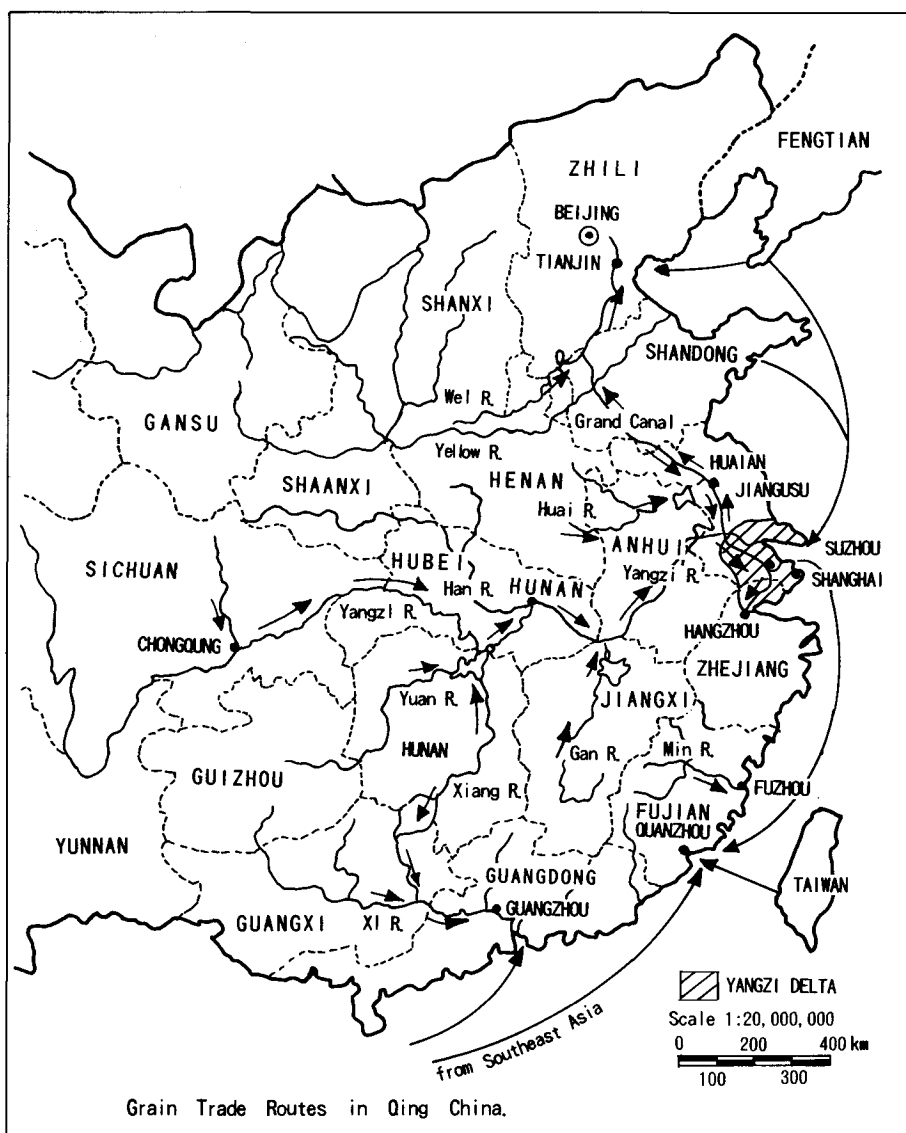 FENGTIAN
ZHILI
BEIJING
TIANJIN
SHANXI
SHANDONG
Wei R.
GANSU
Grand Canal
Yellow R.
HUAIAN
SHAANXI
HENAN
JIANGUSU
Huai R.
HUBEI
ANHUI
SUZHOU
SICHUAN
Han R.
HUNAN
Yangzi R.
SHANGHAI
Yangzi R.
HANGZHOU
CHONGQUNG
ZHEJIANG
Yuan R.
JIANGXI
HUNAN
Gan R.
Min R.
GUIZHOU
Xiang R.
FUZHOU
FUJIAN
QUANZHOU
YUNNAN
GUANGDONG
TAIWAN
GUANGZHOU
GUANGXI
XI R.
YANGZI DELTA
Scale 1:20,000,000
0 200 400 km
100 300
from Southeast Asia
Grain Trade Routes in Qing China.